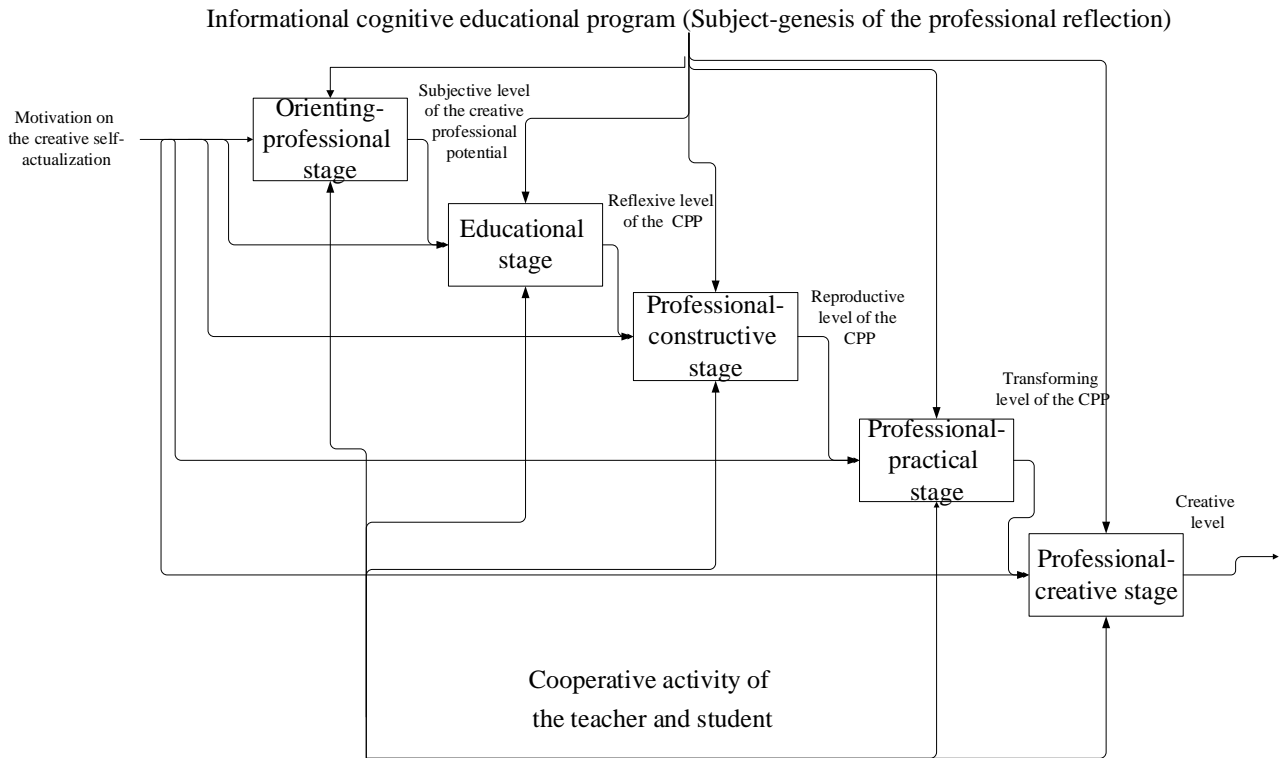 Informational cognitive educational program (Subject-genesis of the professional reflection)
Motivation on
the creative self-
actualization
Orienting-
professional
stage
Subjective level
of the creative
professional
potential
Educational
stage
Reflexive level
of the CPP
Professional-
constructive
stage
Reproductive
level of the
CPP
Professional-
practical
stage
Transforming
level of the CPP
Professional-
creative stage
Creative
level
Cooperative activity of
the teacher and student